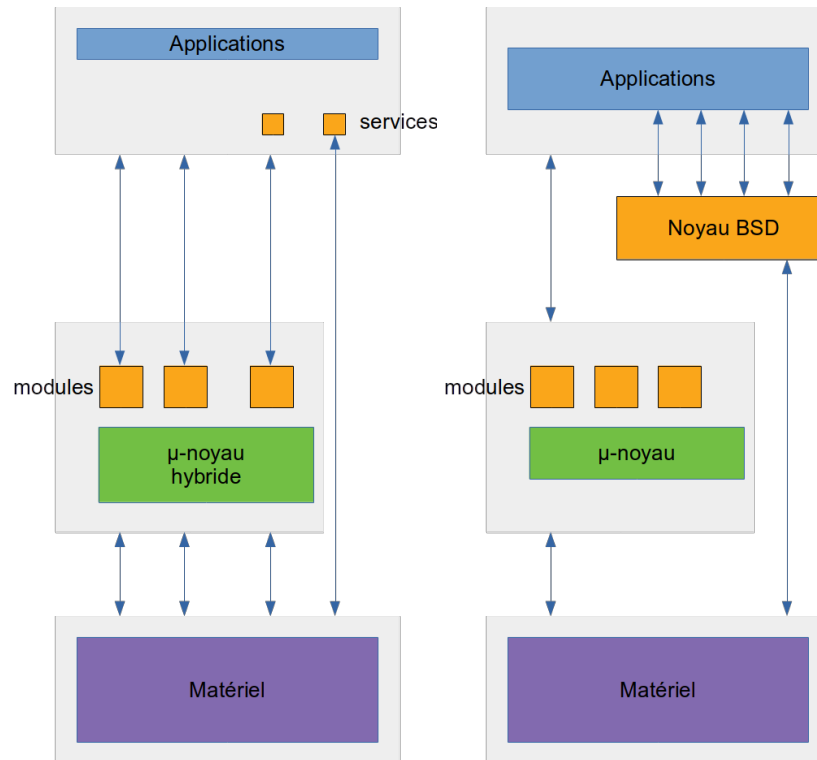 Applications
services
modules
µ-noyau
hybride
Matériel
Applications
Noyau BSD
modules
µ-noyau
Matériel